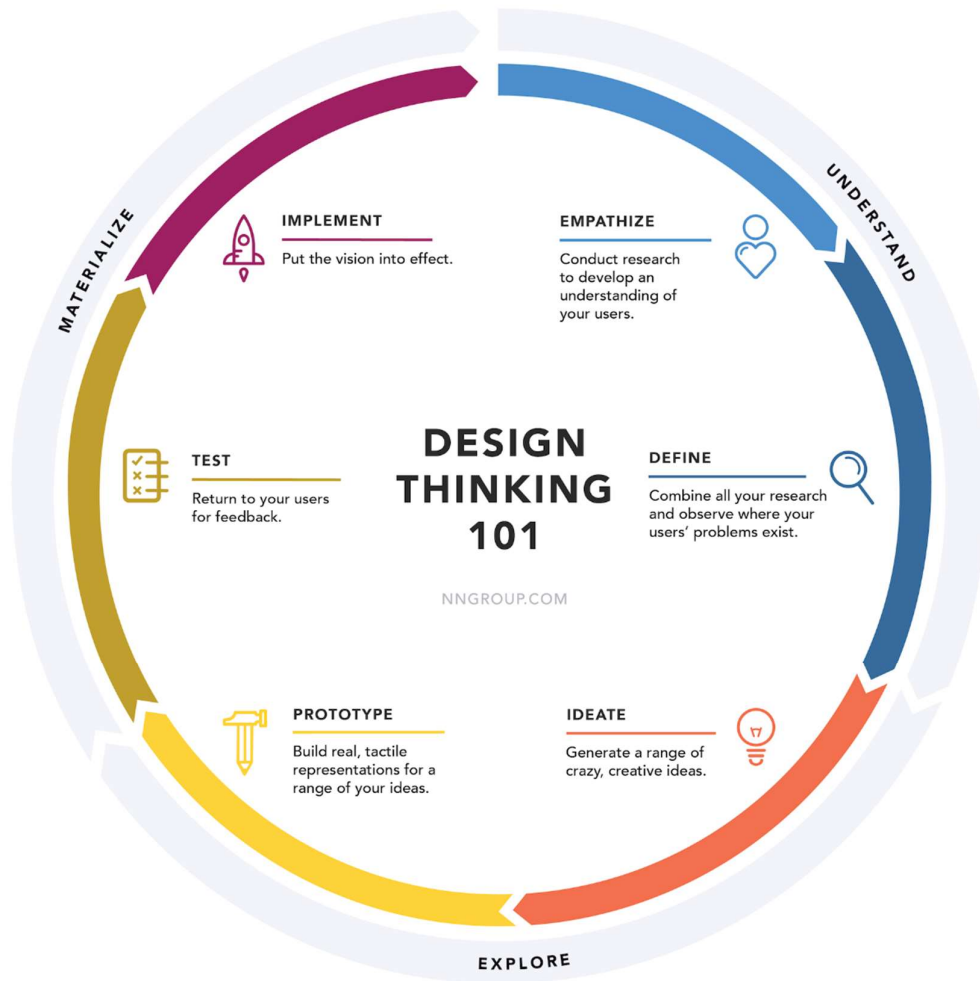 DESIGN
THINKING
101
NNGROUP.COM
UNDERSTAND
EMPATHIZE
Conduct research
to develop an
understanding of
your users.
DEFINE
Combine all your research
and observe where your
users' problems exist.
EXPLORE
IDEATE
Generate a range of
crazy, creative ideas.
PROTOTYPE
Build real, tactile
representations for a
range of your ideas.
MATERIALIZE
TEST
Return to your users
for feedback.
IMPLEMENT
Put the vision into effect.